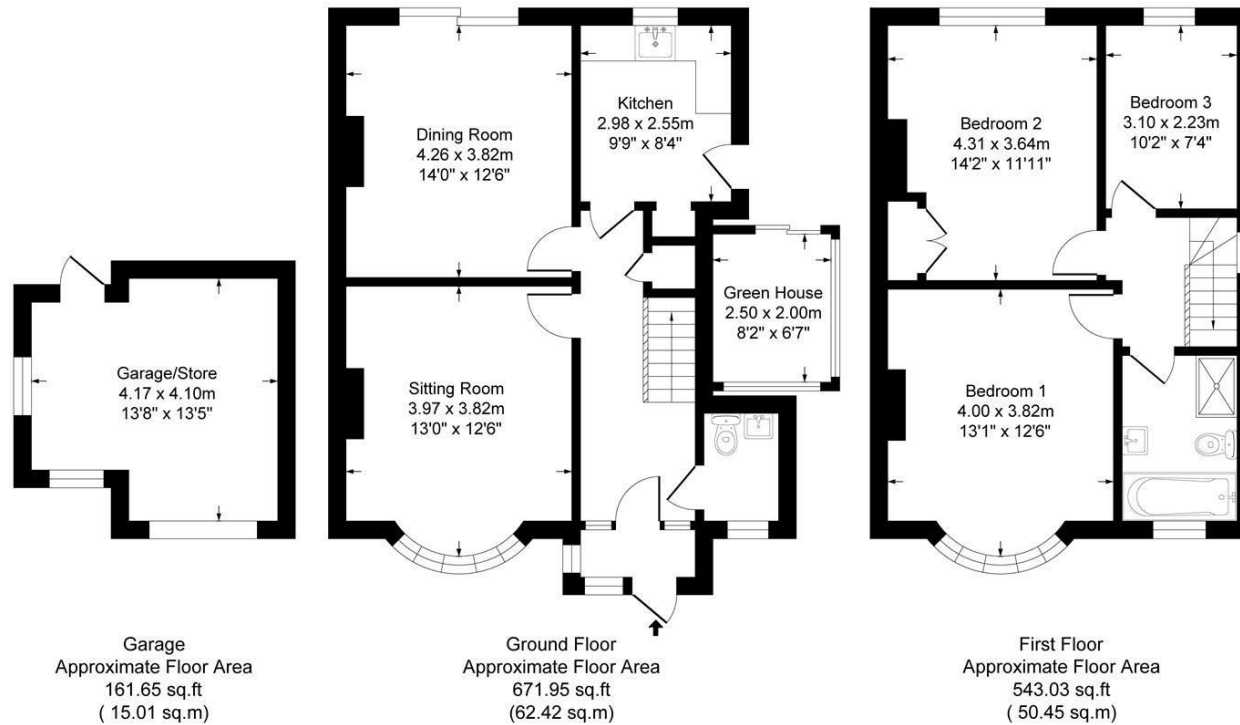 Dining Room
4.26 x 3.82m
14'0" x 12'6"
Kitchen
2.98 x 2.55m
9'9" x 8'4"
Bedroom 2
4.31 x 3.64m
14'2" x 11'11"
Bedroom 3
3.10 x 2.23m
10'2" x 7'4"
Garage/Store
4.17 x 4.10m
13'8" x 13'5"
Sitting Room
3.97 x 3.82m
13'0" x 12'6"
Green House
2.50 x 2.00m
8'2" x 6'7"
Bedroom 1
4.00 x 3.82m
13'1" x 12'6"
Garage
Approximate Floor Area
161.65 sq.ft
( 15.01 sq.m)
Ground Floor
Approximate Floor Area
671.95 sq.ft
(62.42 sq.m)
First Floor
Approximate Floor Area
543.03 sq.ft
( 50.45 sq.m)